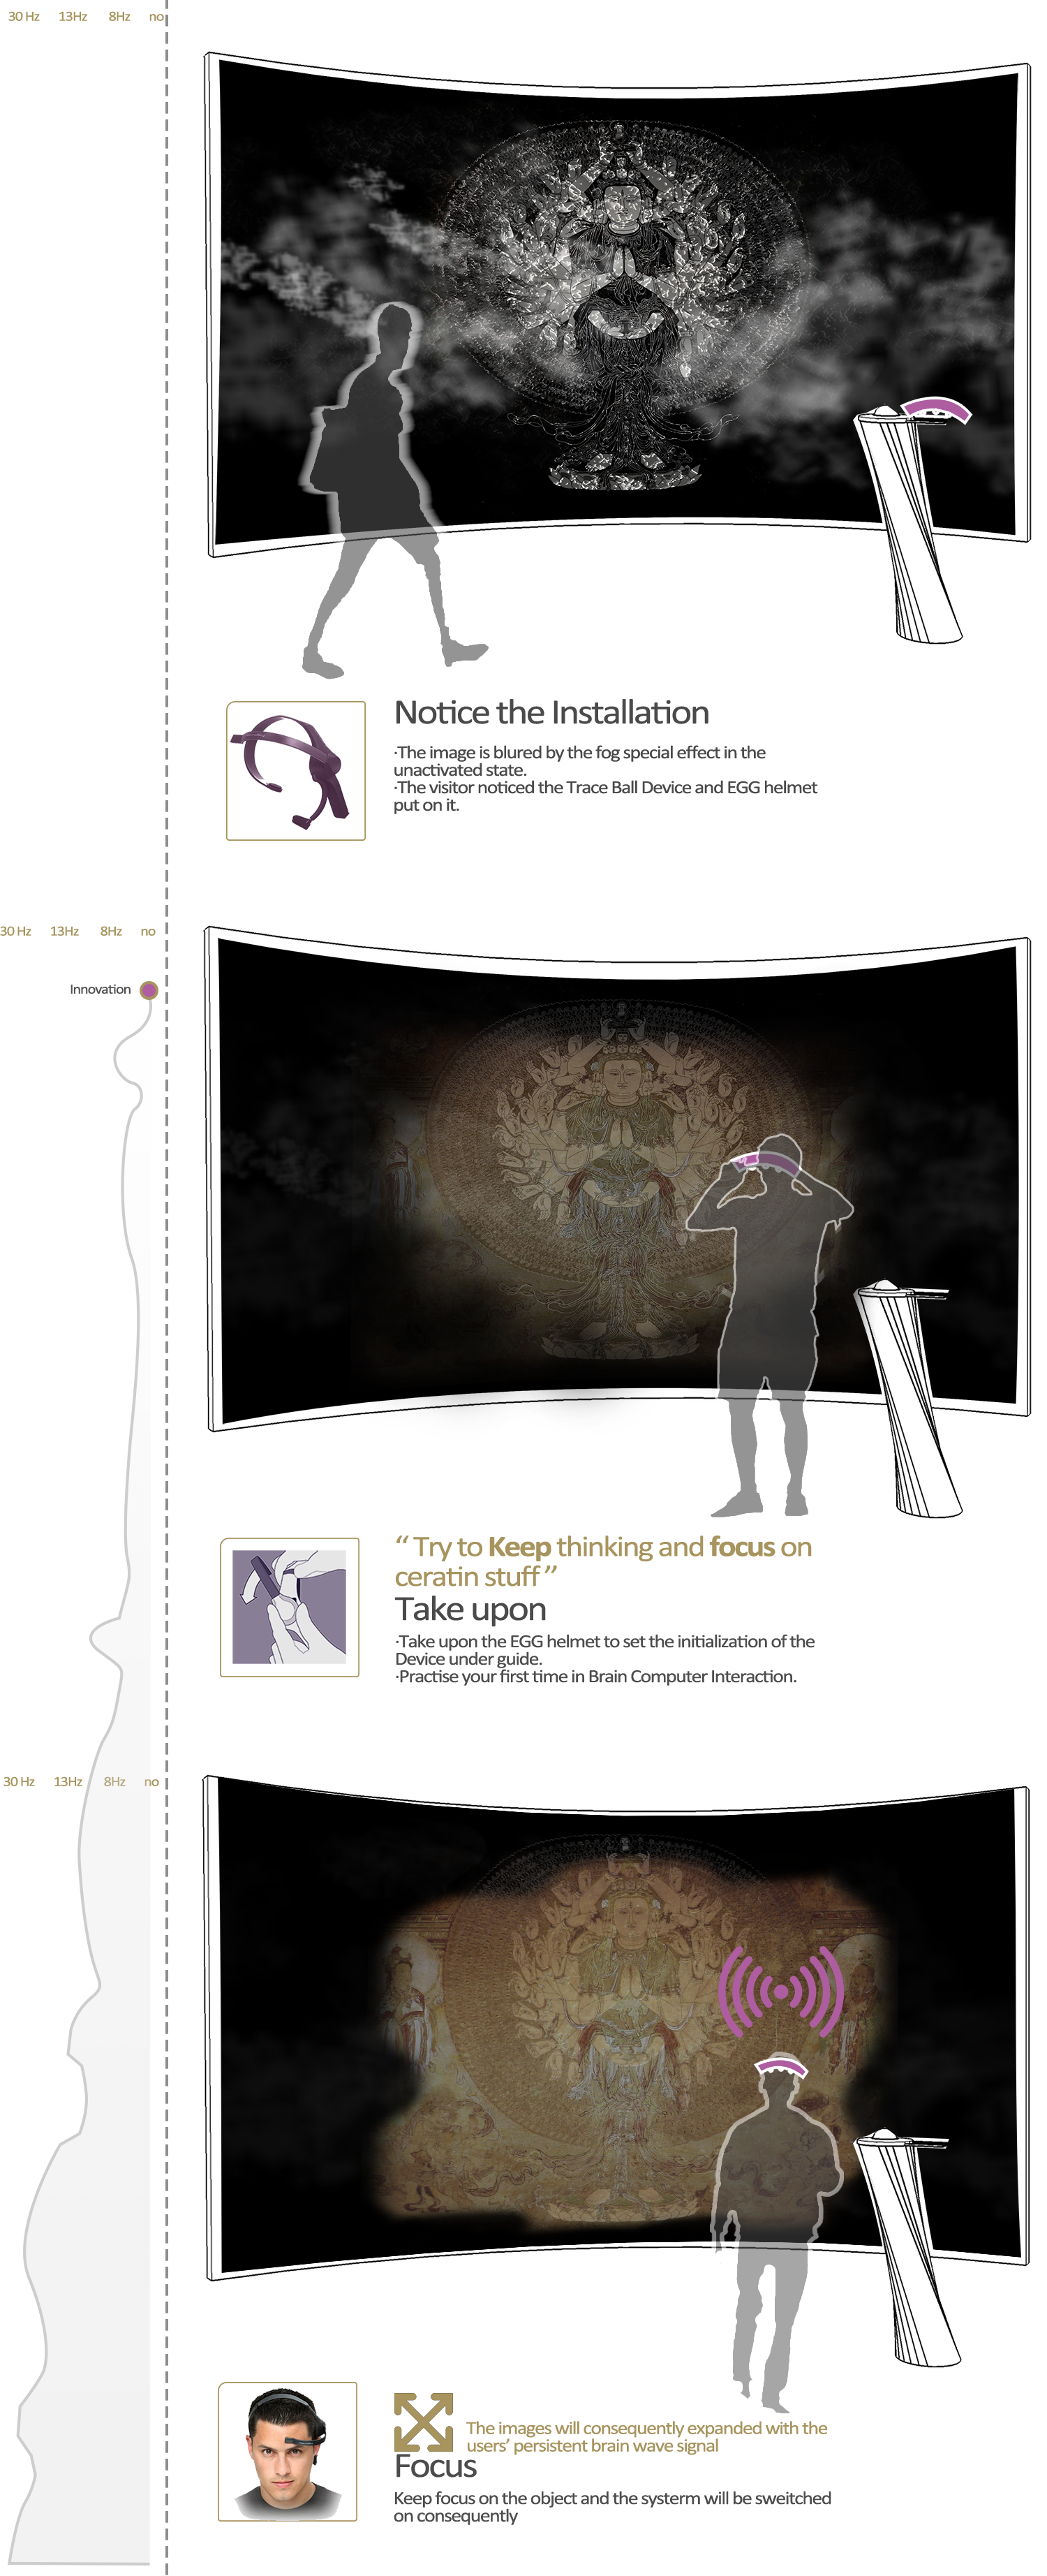 30 Hz 13Hz 8Hz no
Notice the Installation
·The image is blured by the fog special effect in the
unactivated state.
·The visitor noticed the Trace Ball Device and EGG helmet
put on it.
30 Hz 13Hz 8Hz no
Innovation
“ Try to Keep thinking and focus on
ceratin stuff ”
Take upon
·Take upon the EGG helmet to set the initialization of the
Device under guide.
·Practise your first time in Brain Computer Interaction.
30 Hz 13Hz 8Hz no
The images will consequently expanded with the
users’ persistent brain wave signal
Focus
Keep focus on the object and the systerm will be sweitched
on consequently